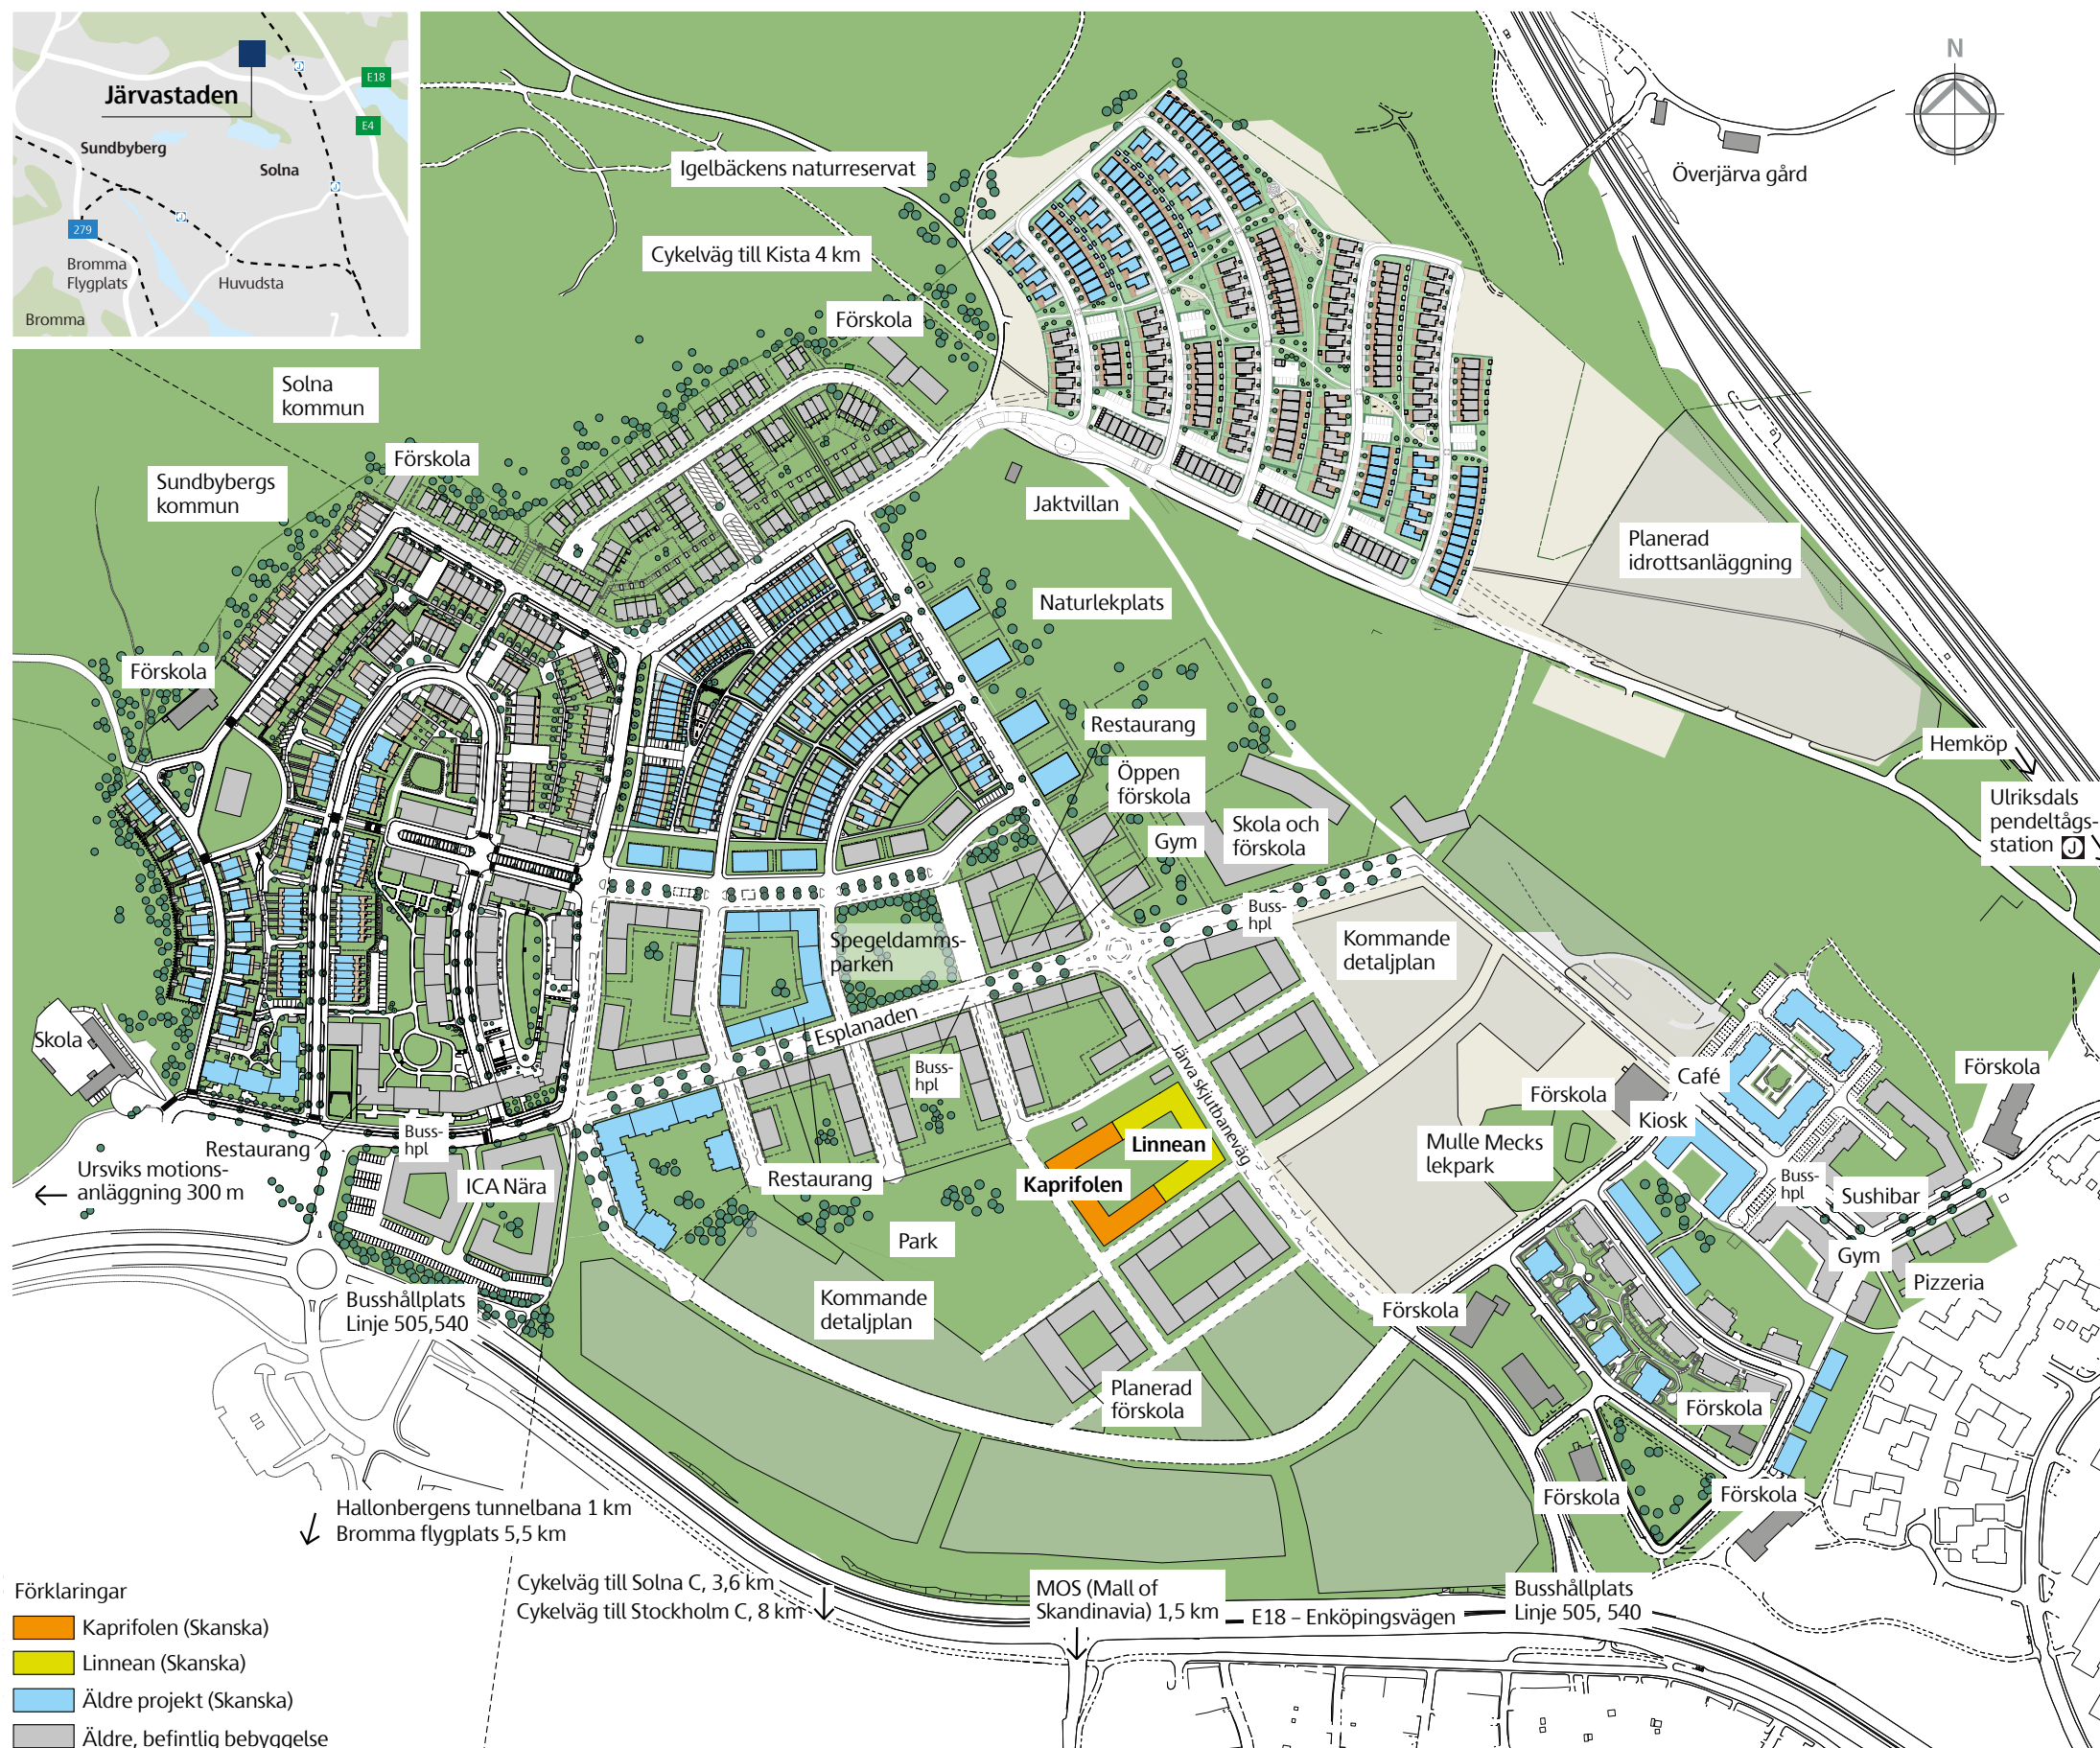 E18
Järvastaden
E4
Sundbyberg
Solna
279
Bromma
Flygplats
Huvudsta
Bromma
N
Överjärva gård
Igelbäckens naturreservat
Cykelväg till Kista 4 km
Förskola
Solna
kommun
Förskola
Sundbybergs
kommun
Jaktvillan
Planerad
idrottsanläggning
Naturlekplats
Förskola
Restaurang
Hemköp
Öppen
förskola
Ulriksdals
pendeltågs-
station J
Skola och
förskola
Gym
Buss-
hpl
Spegeldamms-
parken
Kommande
detaljplan
Esplanaden
Skola
Järva skjutbaneväg
Buss-
hpl
Café
Förskola
Förskola
Kiosk
Restaurang
Buss-
hpl
Linnean
Mulle Mecks
lekpark
Ursviks motions-
anläggning 300 m
ICA Nära
Restaurang
Kaprifolen
Buss-
hpl
Sushibar
Park
Gym
Pizzeria
Busshållplats
Linje 505,540
Kommande
detaljplan
Förskola
Planerad
förskola
Förskola
Förskola
Förskola
Hallonbergens tunnelbana 1 km
Bromma flygplats 5,5 km
Cykelväg till Solna C, 3,6 km
Cykelväg till Stockholm C, 8 km
MOS (Mall of
Skandinavia) 1,5 km
E18 – Enköpingsvägen
Busshållplats
Linje 505, 540
Förklaringar
Kaprifolen (Skanska)
Linnean (Skanska)
Äldre projekt (Skanska)
Äldre, befintlig bebyggelse